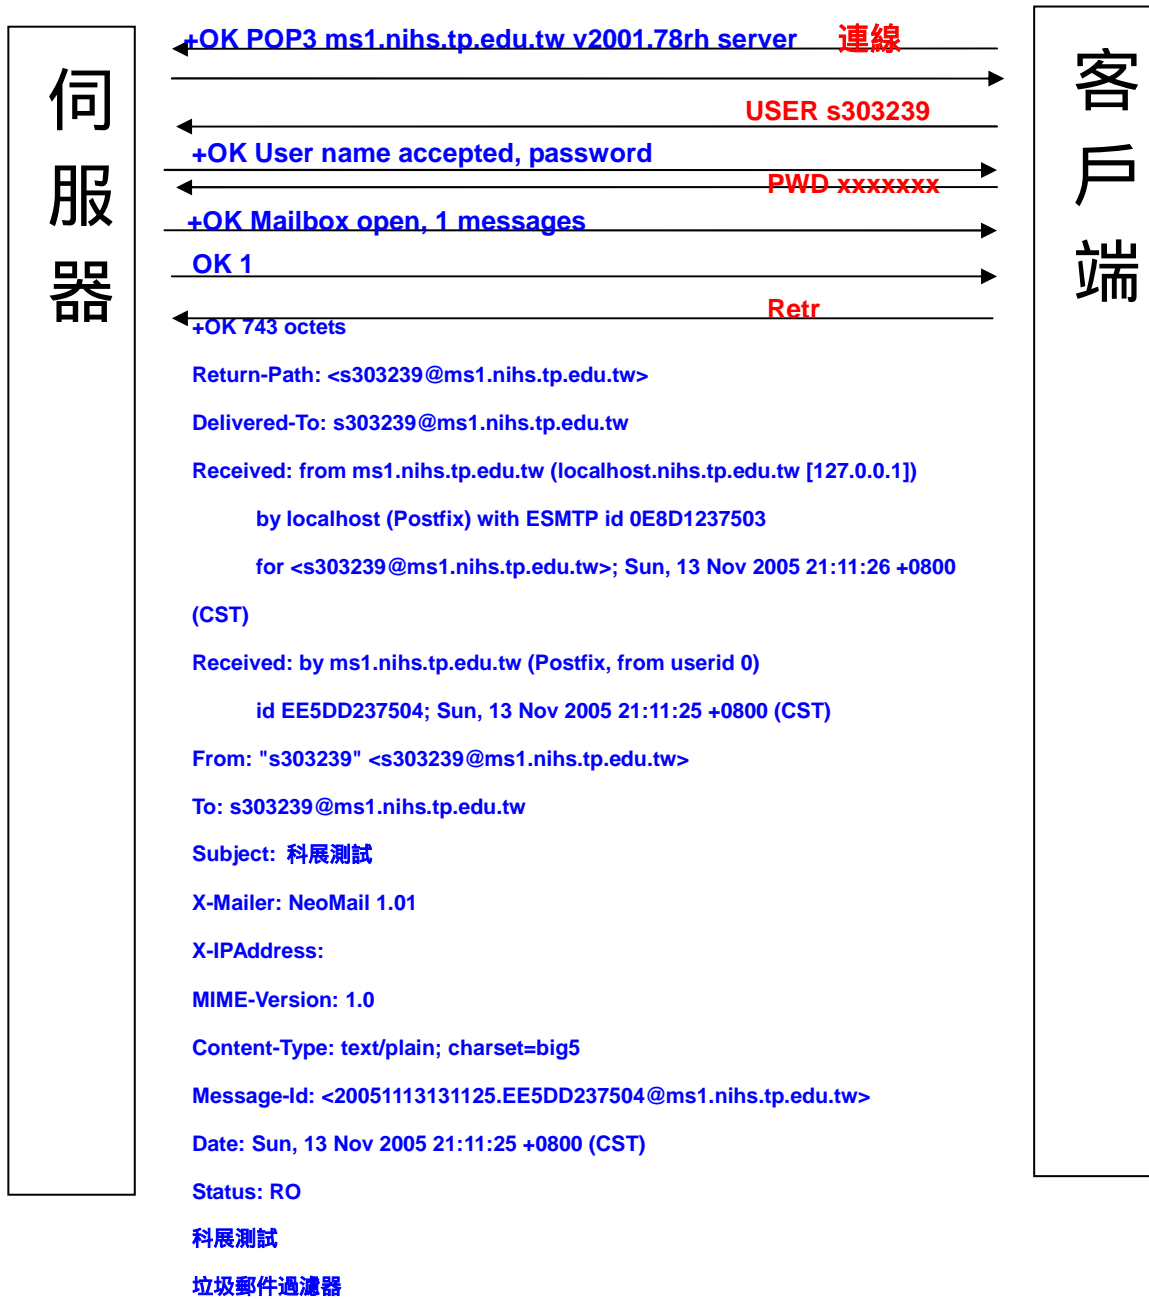 伺服器
客戶端
+OK POP3 ms1.nihs.tp.edu.tw v2001.78rh server 連線
USER s303239
+OK User name accepted, password
PWD xxxxxxx
+OK Mailbox open, 1 messages
OK 1
Retr
+OK 743 octets
Return-Path: <s303239@ms1.nihs.tp.edu.tw>
Delivered-To: s303239@ms1.nihs.tp.edu.tw
Received: from ms1.nihs.tp.edu.tw (localhost.nihs.tp.edu.tw [127.0.0.1])
by localhost (Postfix) with ESMTP id 0E8D1237503
for <s303239@ms1.nihs.tp.edu.tw>; Sun, 13 Nov 2005 21:11:26 +0800
(CST)
Received: by ms1.nihs.tp.edu.tw (Postfix, from userid 0)
id EE5DD237504; Sun, 13 Nov 2005 21:11:25 +0800 (CST)
From: "s303239" <s303239@ms1.nihs.tp.edu.tw>
To: s303239@ms1.nihs.tp.edu.tw
Subject: 科展測試
X-Mailer: NeoMail 1.01
X-IPAddress:
MIME-Version: 1.0
Content-Type: text/plain; charset=big5
Message-Id: <20051113131125.EE5DD237504@ms1.nihs.tp.edu.tw>
Date: Sun, 13 Nov 2005 21:11:25 +0800 (CST)
Status: RO
科展測試
垃圾郵件過濾器